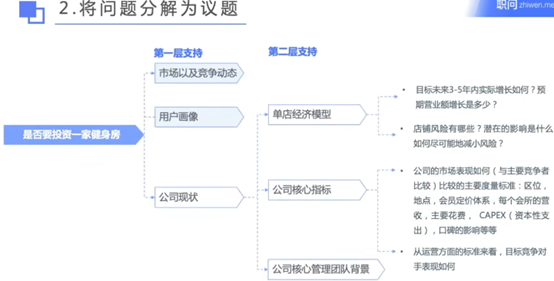 2.将问题分解为议题
职问 zhiwen.me
第一层支持
第二层支持
市场以及竞争动态
用户画像
是否要投资一家健身房
公司现状
单店经济模型
公司核心指标
公司核心管理团队背景
• 目标未来3-5年内实际增长如何？预
期营业额增长是多少？
• 店铺风险有哪些？潜在的影响是什么
如何尽可能地减小风险？
• 公司的市场表现如何（与主要竞争者
比较）比较的主要度量标准：区位，
地点，会员定价体系，每个会所的营
收，主要花费， CAPEX（资本性支
出），口碑的影响等等
• 从运营方面的标准来看，目标竞争对
手表现如何